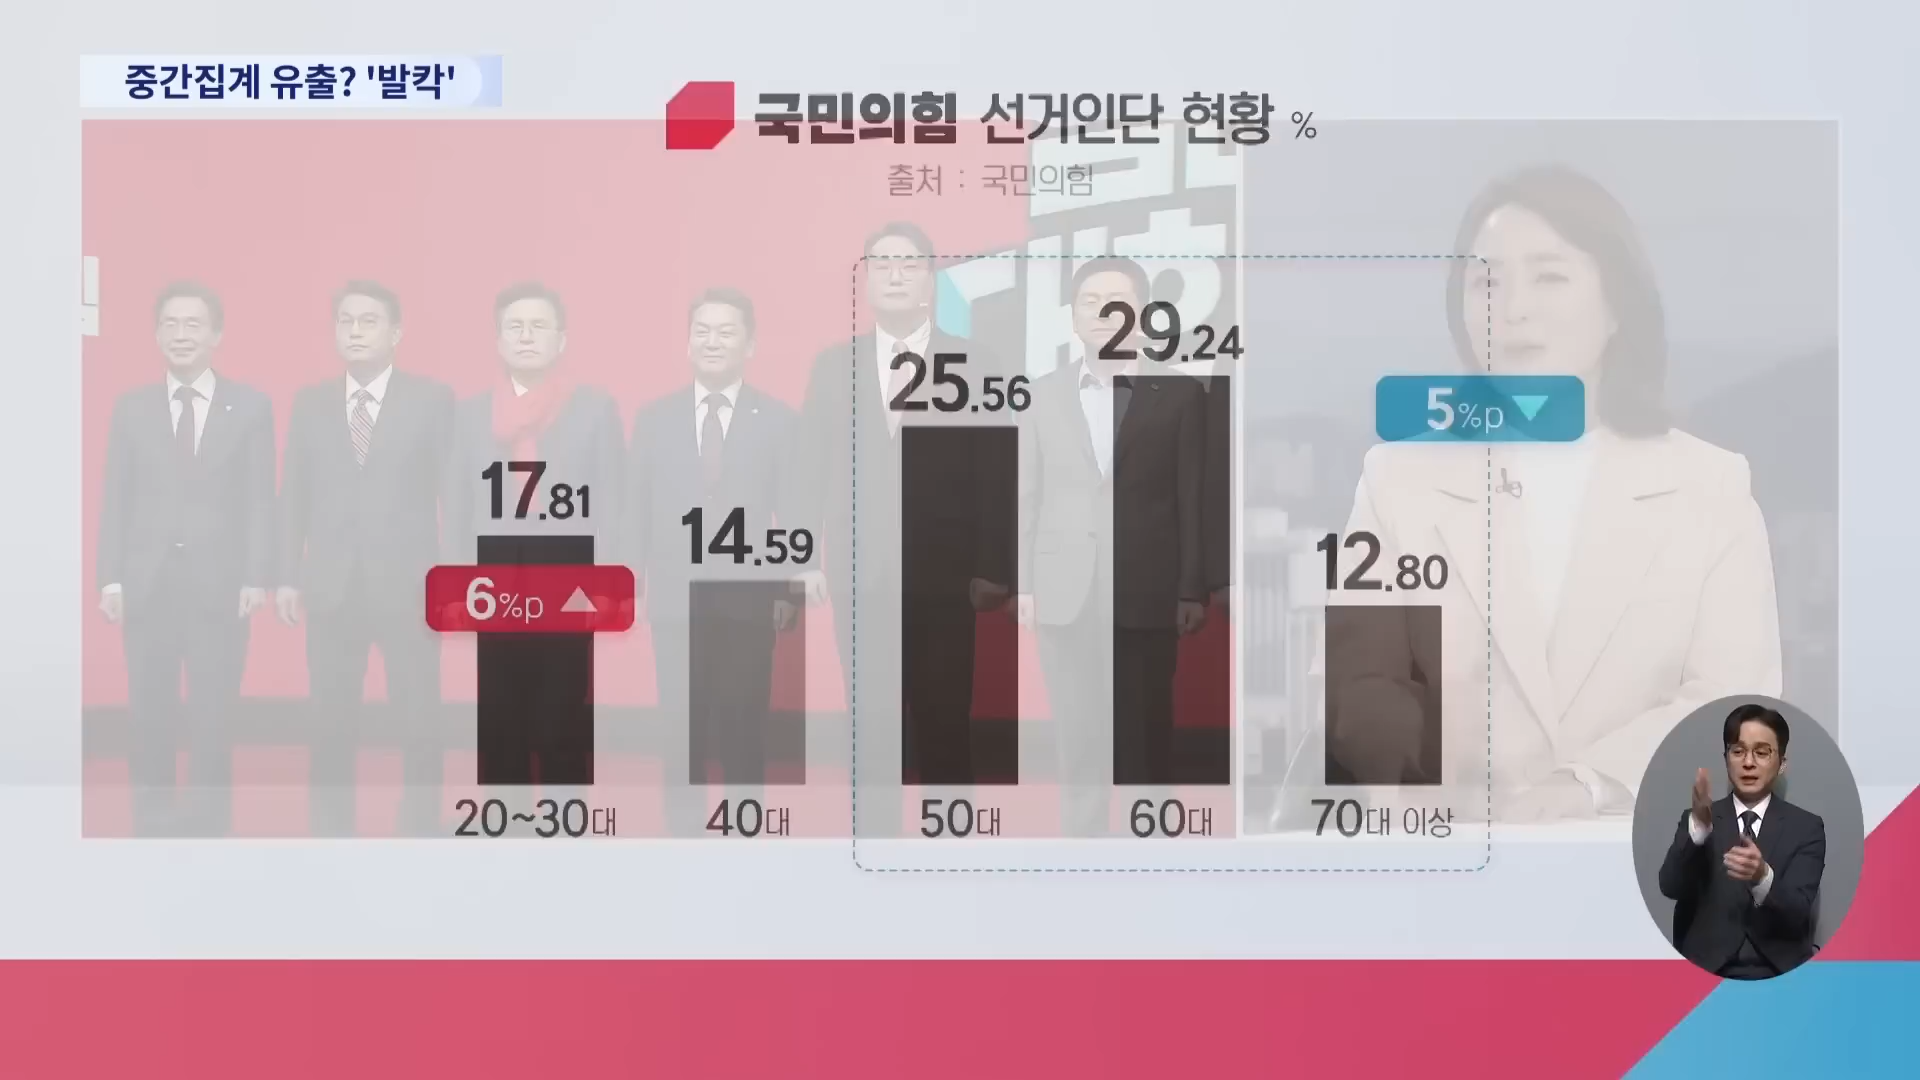 중간집계 유출? '발칵'
국민의힘 선거인단 현황 %
출처 : 국민의힘
29.24
25.56
5%p ▼
17.81
14.59
12.80
6%p ▲
20~30대 40대 50대 60대 70대 이상